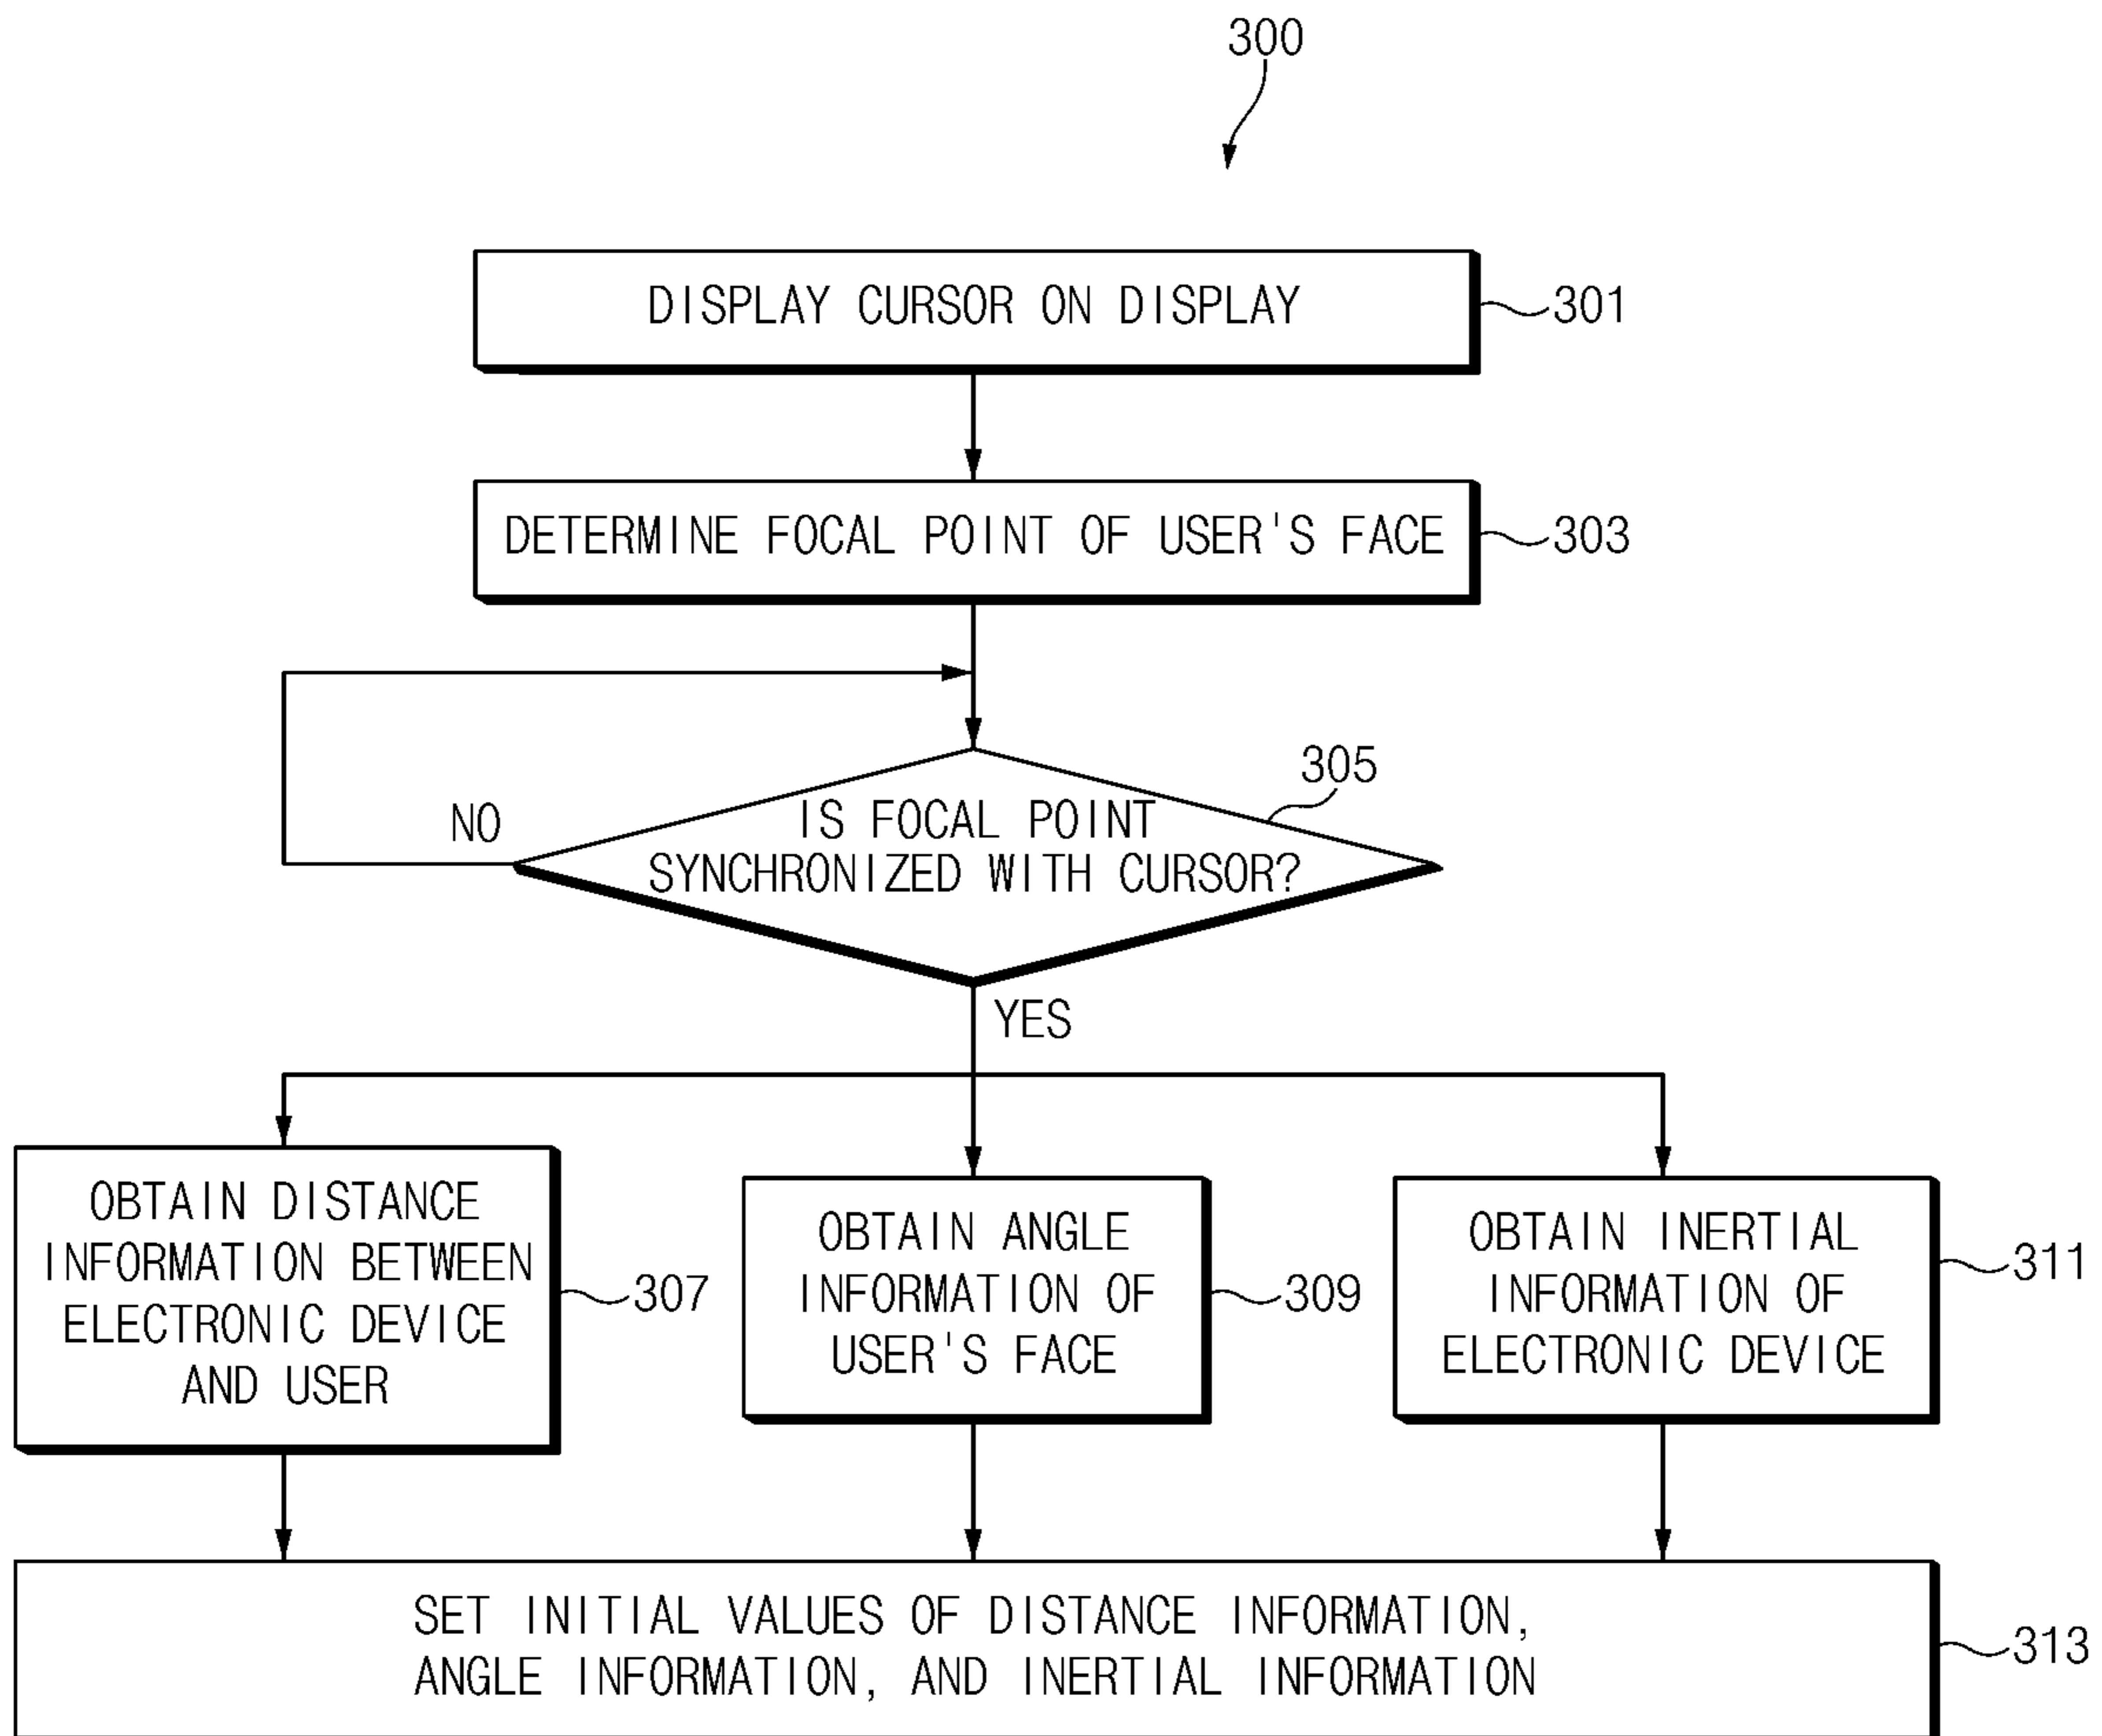 300
DISPLAY CURSOR ON DISPLAY
301
DETERMINE FOCAL POINT OF USER'S FACE
303
305
NO
IS FOCAL POINT
SYNCHRONIZED WITH CURSOR?
YES
OBTAIN DISTANCE
INFORMATION BETWEEN
ELECTRONIC DEVICE
AND USER
307
OBTAIN ANGLE
INFORMATION OF
USER'S FACE
309
OBTAIN INERTIAL
INFORMATION OF
ELECTRONIC DEVICE
311
SET INITIAL VALUES OF DISTANCE INFORMATION,
ANGLE INFORMATION, AND INERTIAL INFORMATION
313